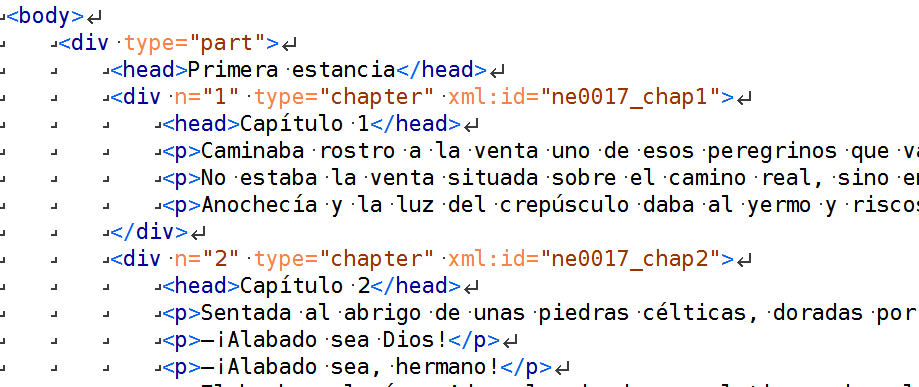 <body>
<div type="part">
<head>Primera estancia</head>
<div n="1" type="chapter" xml:id="ne0017_chap1">
<head>Capítulo 1</head>
<p>Caminaba rostro a la venta uno de esos peregrinos que
<p>No estaba la venta situada sobre el camino real, sino
<p>Anochecía y la luz del crepúsculo daba al yermo y riscos
</div>
<div n="2" type="chapter" xml:id="ne0017_chap2">
<head>Capítulo 2</head>
<p>Sentada al abrigo de unas piedras célticas, doradas por
<p>—¡Alabado sea Dios!</p>
<p>—¡Alabado sea, hermano!</p>